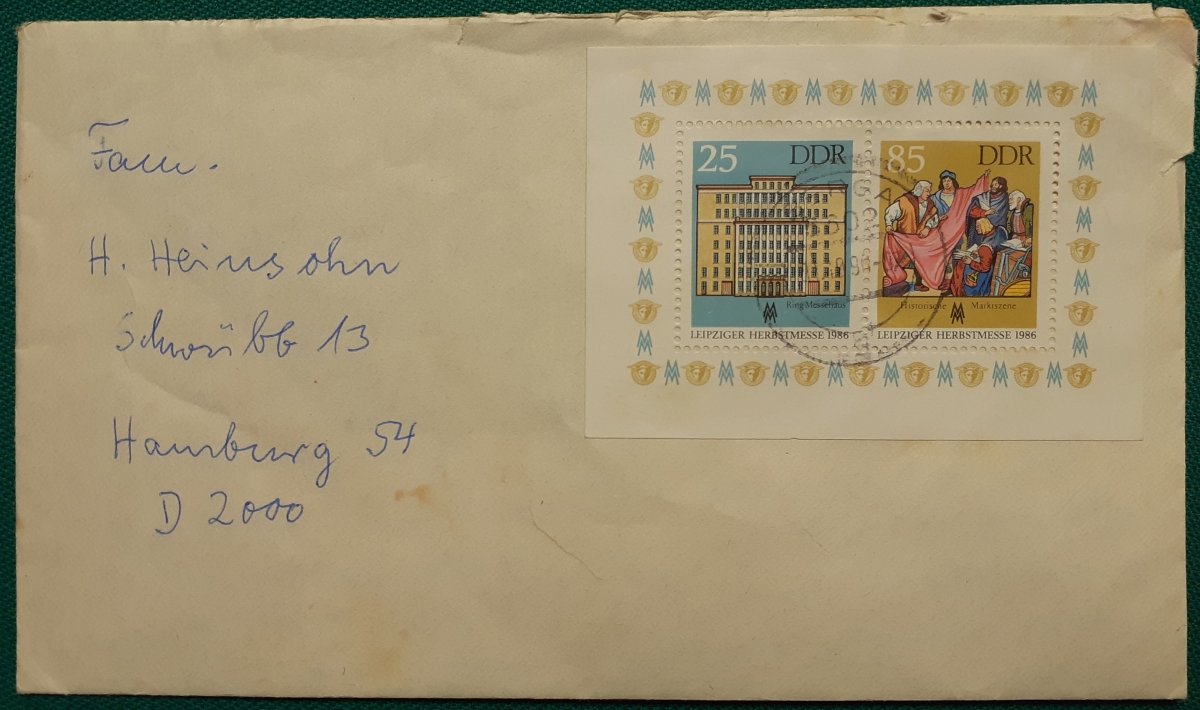 Fam.
H. Heinsohn
Schwübb 13
Hamburg 54
D 2000
25 DDR
Ring-Messehaus
LEIPZIGER HERBSTMESSE 1986
85 DDR
Historische Marktszene
LEIPZIGER HERBSTMESSE 1986